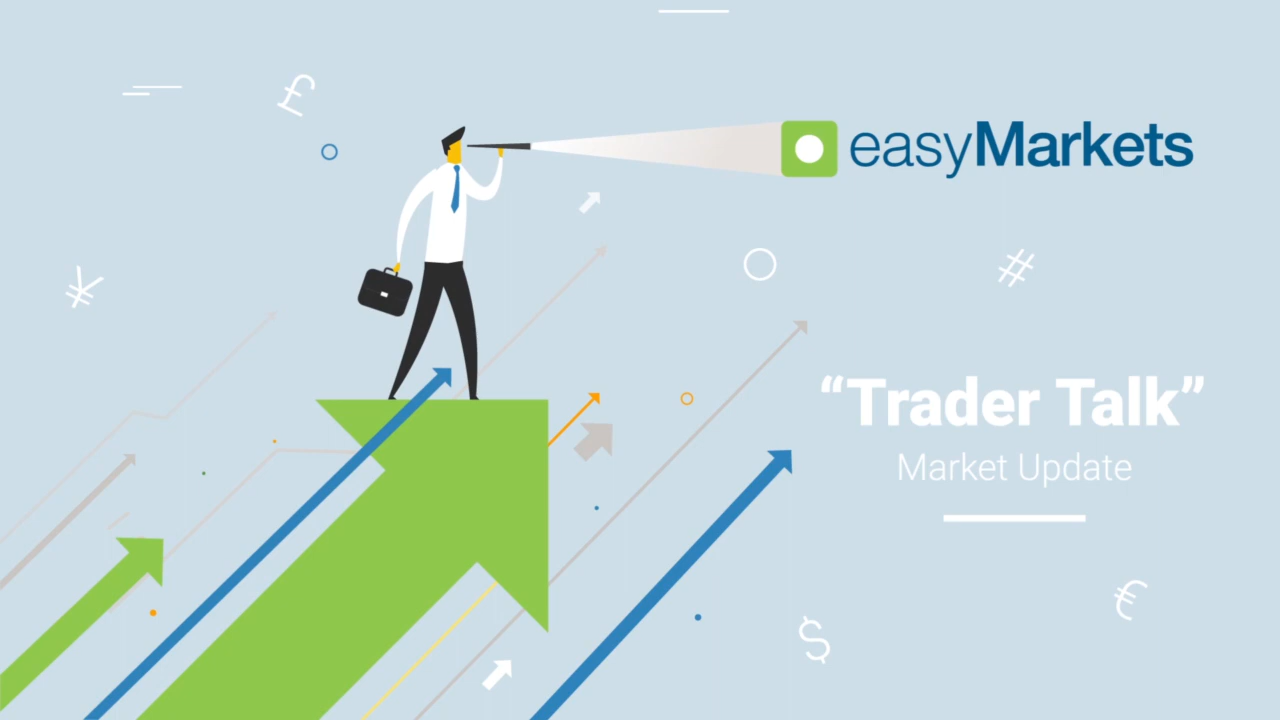 £
easyMarkets
¥
#
“Trader Talk”
Market Update
€
$